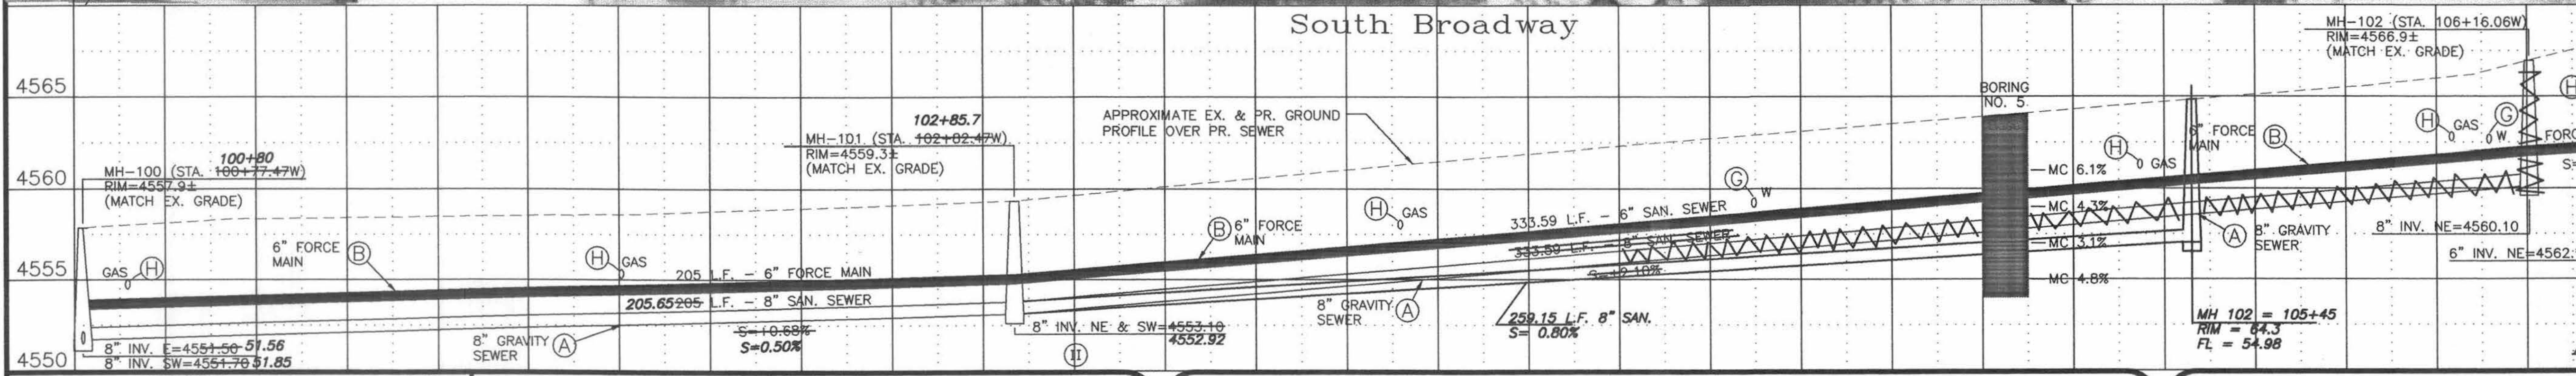 South Broadway
MH-102 (STA. 106+16.06W)
RIM=4566.9±
(MATCH EX. GRADE)
4565
4560
4555
4550
100+80
MH-100 (STA. 100+77.47W)
RIM=4557.9±
(MATCH EX. GRADE)
102+85.7
MH-101 (STA. 102+82.47W)
RIM=4559.3±
(MATCH EX. GRADE)
APPROXIMATE EX. & PR. GROUND
PROFILE OVER PR. SEWER
BORING
NO. 5
MC 6.1%
MC 4.3%
MC 3.1%
MC 4.8%
GAS H
6" FORCE
MAIN
B
H GAS
205 L.F. - 6" FORCE MAIN
205.65 205 L.F. - 8" SAN. SEWER
8" GRAVITY
SEWER
A
S=+0.68%
S=0.50%
8" INV. E=4551.50 51.56
8" INV. SW=4551.70 51.85
8" INV. NE & SW=4553.10
4552.92
II
B 6" FORCE
MAIN
H GAS
G W
333.59 L.F. - 6" SAN. SEWER
333.59 L.F. - 8" SAN. SEWER
S=+2.10%
8" GRAVITY
SEWER
A
259.15 L.F. 8" SAN.
S= 0.80%
H GAS
6" FORCE
MAIN
B
H GAS
G W
H
A 8" GRAVITY
SEWER
8" INV. NE=4560.10
6" INV. NE=4562.
MH 102 = 105+45
RIM = 64.3
FL = 54.98